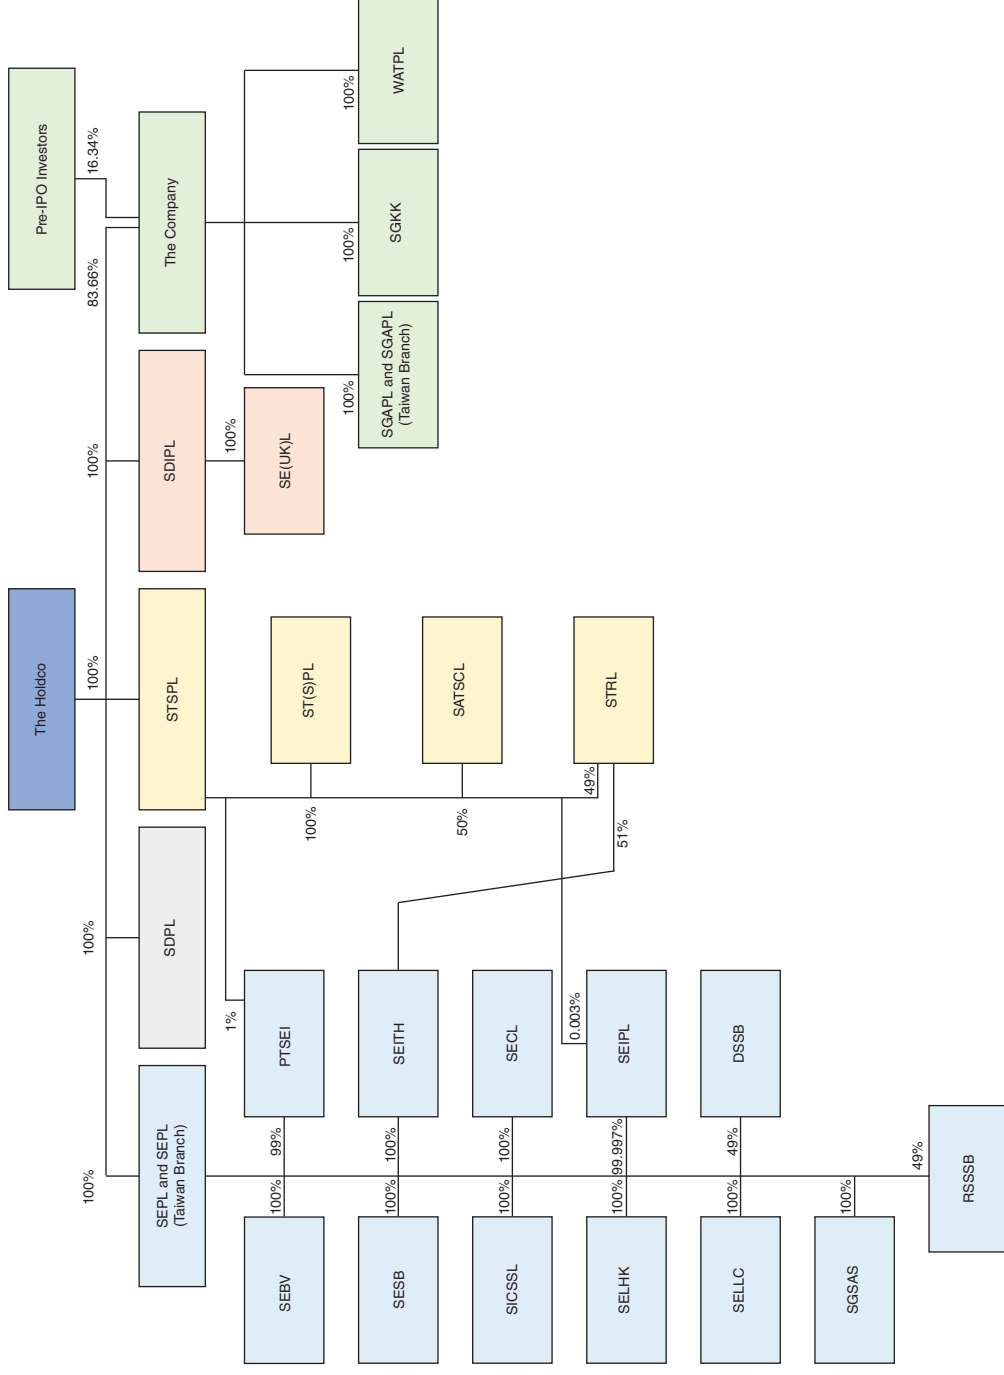 The Holdco
Pre-IPO Investors
100%
100%
100%
100%
83.66%
16.34%
SEPL and SEPL
(Taiwan Branch)
SDPL
STSPL
SDIPL
The Company
1%
100%
100%
100%
100%
SEBV
100%
99%
PTSEI
ST(S)PL
100%
SE(UK)L
SGAPL and SGAPL
(Taiwan Branch)
SGKK
WATPL
SESB
100%
100%
SEITH
50%
SATSCL
SICSSL
100%
100%
SECL
0.003%
49%
51%
STRL
SELHK
100%
99.997%
SEIPL
SELLC
100%
49%
DSSB
SGSAS
100%
49%
RSSSB